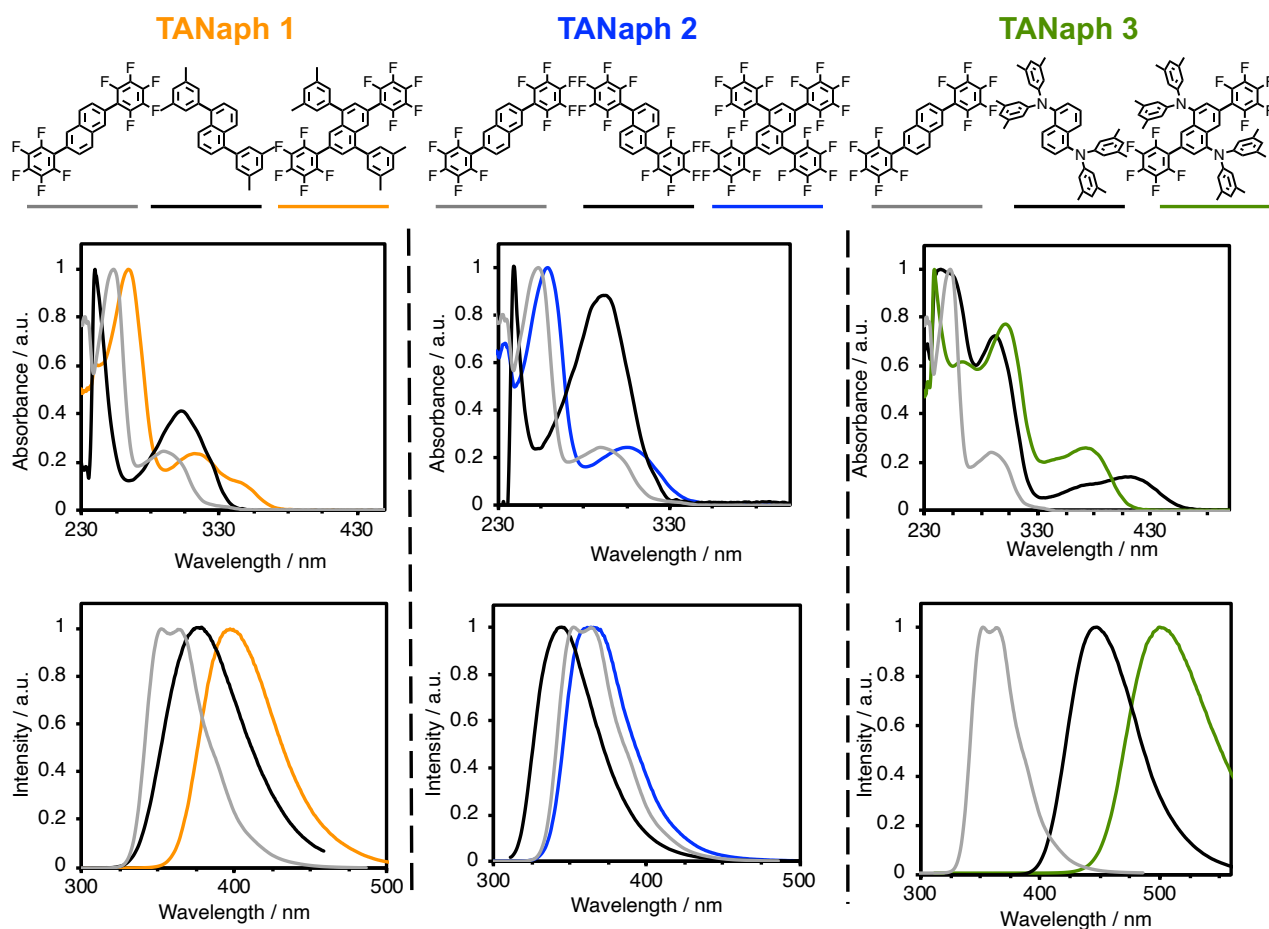 TANaph 1
TANaph 2
TANaph 3
F F F F F F F F F F
F F F F F F F F F F
F F F F F F F F F F
F F F F F F F F F F
F F F F F F F F F F F F F F F F F F F F
F F F F F F F F F F
N N
F F F F F F F F F F N N
Absorbance / a.u.
1
0.8
0.6
0.4
0.2
0
230 330 430
Wavelength / nm
Absorbance / a.u.
1
0.8
0.6
0.4
0.2
0
230 330
Wavelength / nm
Absorbance / a.u.
1
0.8
0.6
0.4
0.2
0
230 330 430
Wavelength / nm
Intensity / a.u.
1
0.8
0.6
0.4
0.2
0
300 400 500
Wavelength / nm
Intensity / a.u.
1
0.8
0.6
0.4
0.2
0
300 400 500
Wavelength / nm
Intensity / a.u.
1
0.8
0.6
0.4
0.2
0
300 400 500
Wavelength / nm